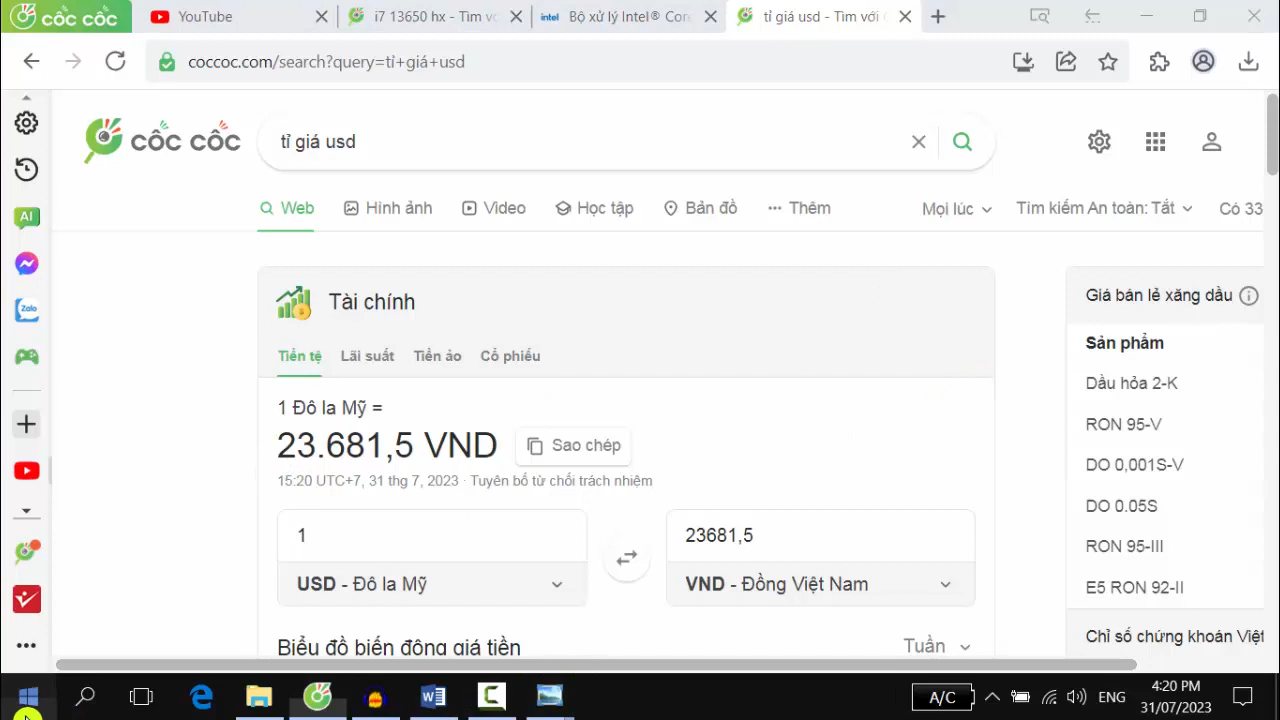 cốc cốc
YouTube
i7 13650 hx - Tìm vớ
intel Bộ xử lý Intel® Cor
tỉ giá usd - Tìm với C
coccoc.com/search?query=tỉ+giá+usd
cốc cốc
tỉ giá usd
Web
Hình ảnh
Video
Học tập
Bản đồ
Thêm
Mọi lúc
Tìm kiếm An toàn: Tắt
Có 33
AI
Zalo
Tài chính
Tiền tệ
Lãi suất
Tiền ảo
Cổ phiếu
1 Đô la Mỹ =
23.681,5 VND
Sao chép
15:20 UTC+7, 31 thg 7, 2023 · Tuyên bố từ chối trách nhiệm
1
23681,5
USD - Đô la Mỹ
VND - Đồng Việt Nam
Biểu đồ biến động giá tiền
Tuần
Giá bán lẻ xăng dầu
Sản phẩm
Dầu hỏa 2-K
RON 95-V
DO 0,001S-V
DO 0.05S
RON 95-III
E5 RON 92-II
Chỉ số chứng khoán Việt
A/C
ENG
4:20 PM
31/07/2023